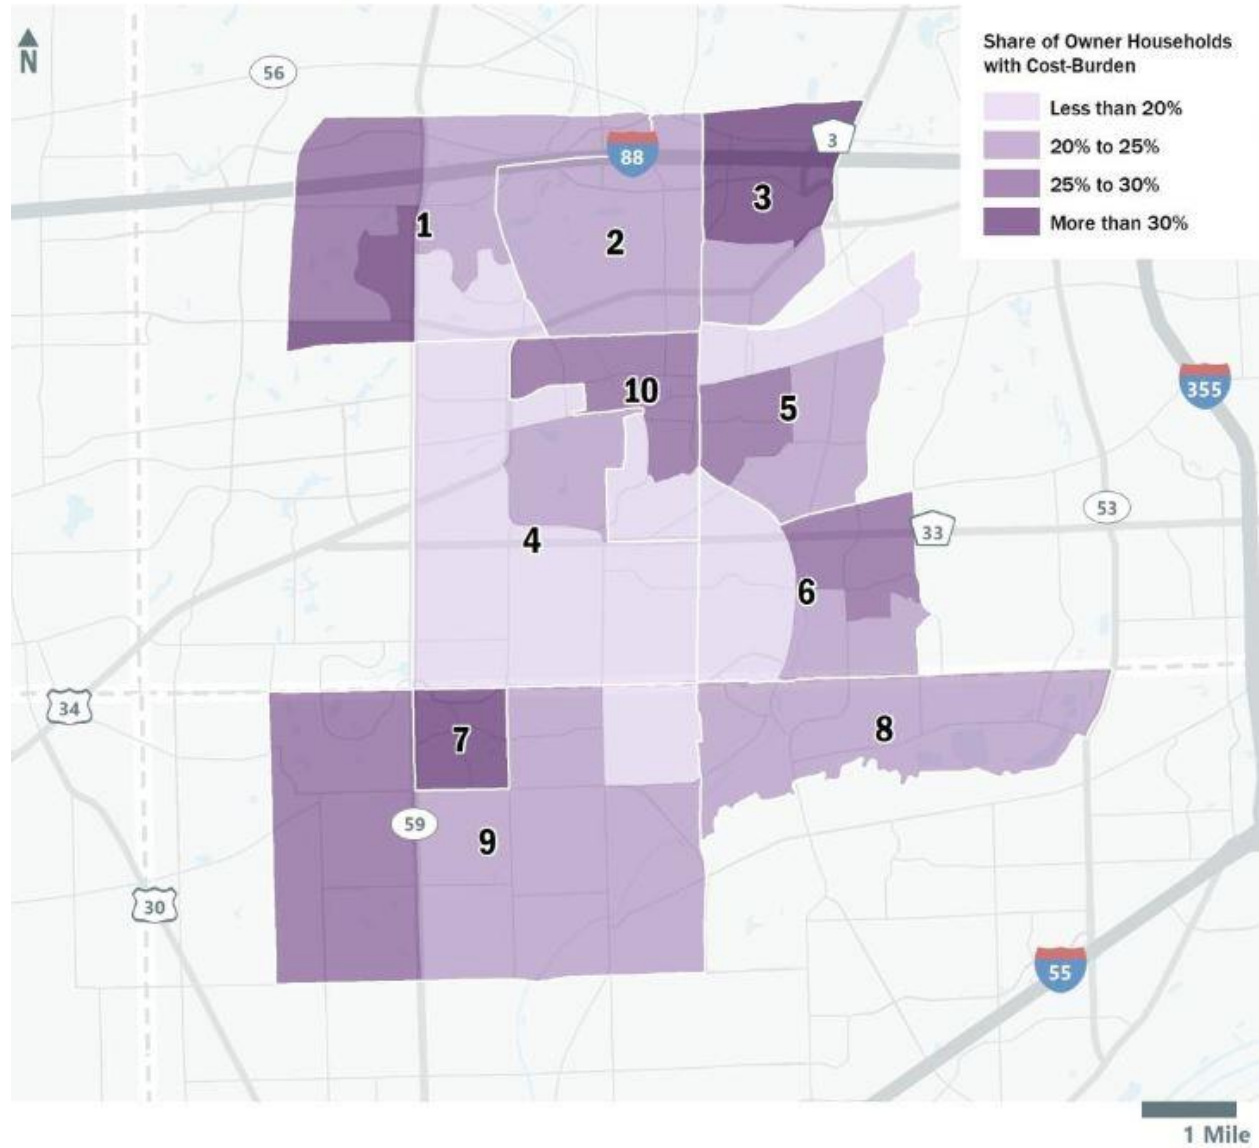 N
56
Share of Owner Households
with Cost-Burden
Less than 20%
20% to 25%
25% to 30%
More than 30%
88
3
3
1
2
355
10
5
53
33
4
6
34
7
8
59
9
30
55
1 Mile